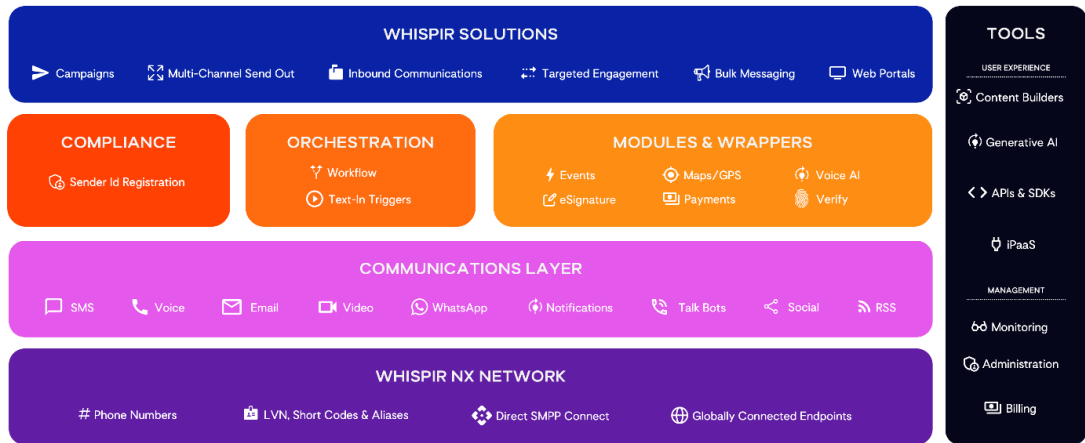 WHISPIR SOLUTIONS
Campaigns
Multi-Channel Send Out
Inbound Communications
Targeted Engagement
Bulk Messaging
Web Portals
COMPLIANCE
Sender Id Registration
ORCHESTRATION
Workflow
Text-In Triggers
MODULES & WRAPPERS
Events
Maps/GPS
Voice AI
eSignature
Payments
Verify
COMMUNICATIONS LAYER
SMS
Voice
Email
Video
WhatsApp
Notifications
Talk Bots
Social
RSS
WHISPIR NX NETWORK
# Phone Numbers
LVN, Short Codes & Aliases
Direct SMPP Connect
Globally Connected Endpoints
TOOLS
USER EXPERIENCE
Content Builders
Generative AI
APIs & SDKs
iPaaS
MANAGEMENT
Monitoring
Administration
Billing